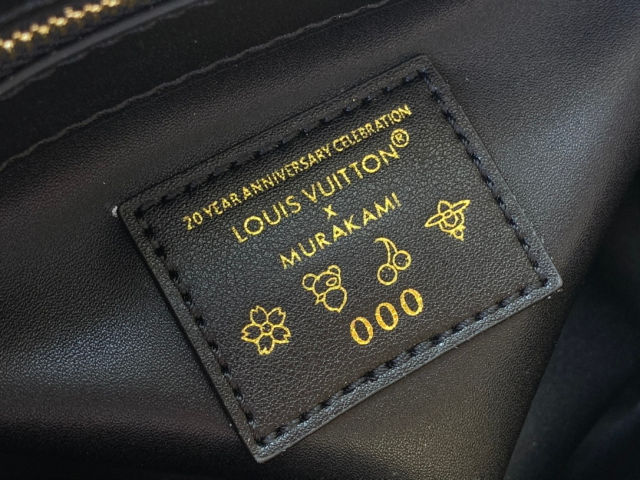 20 YEAR ANNIVERSARY CELEBRATION
LOUIS VUITTON®
x
MURAKAMI
000